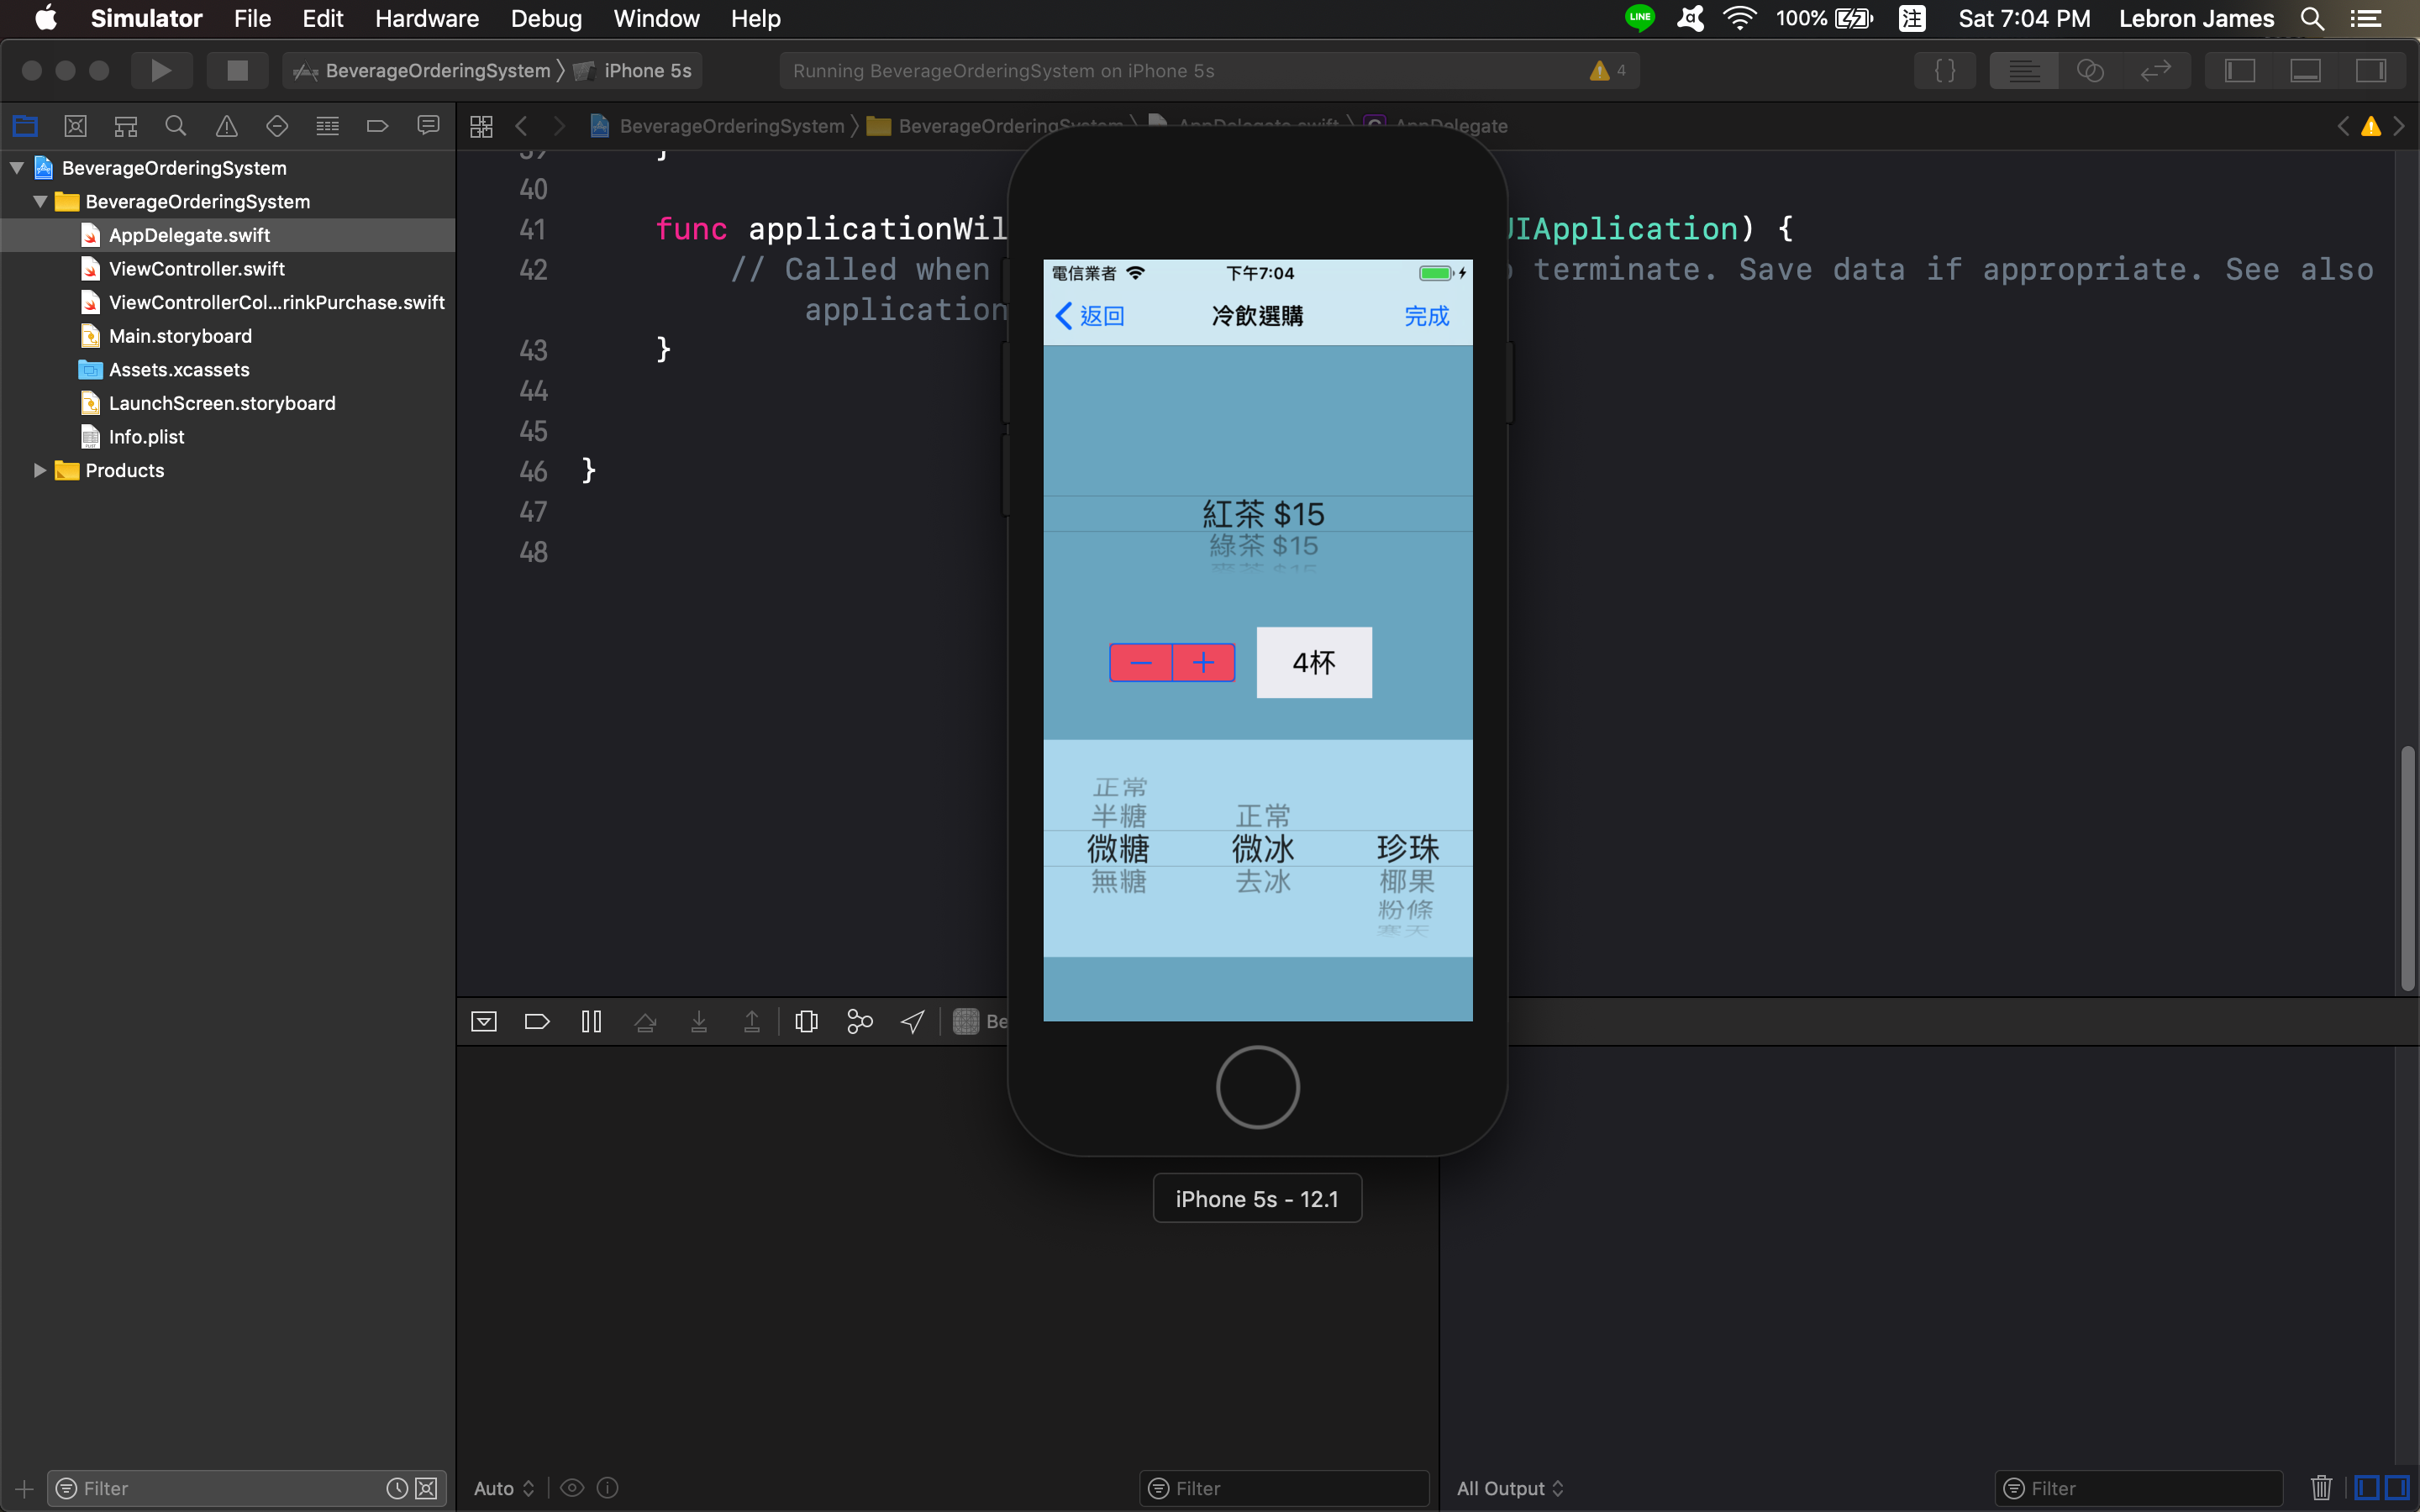 Simulator File Edit Hardware Debug Window Help
LINE 100% 注 Sat 7:04 PM Lebron James
BeverageOrderingSystem iPhone 5s
Running BeverageOrderingSystem on iPhone 5s
4
BeverageOrderingSystem
AppDelegate
BeverageOrderingSystem
BeverageOrderingSystem
AppDelegate.swift
ViewController.swift
ViewControllerCol...rinkPurchase.swift
Main.storyboard
Assets.xcassets
LaunchScreen.storyboard
Info.plist
Products
}
40
41 func applicationWil UIApplication) {
42 // Called when terminate. Save data if appropriate. See also
application
43 }
44
45
46 }
47
48
電信業者 下午7:04
返回 冷飲選購 完成
紅茶 $15
綠茶 $15
− + 4杯
正常
半糖 正常
微糖 微冰 珍珠
無糖 去冰 椰果
粉條
寒天
iPhone 5s - 12.1
Filter
Auto
Filter
All Output
Filter